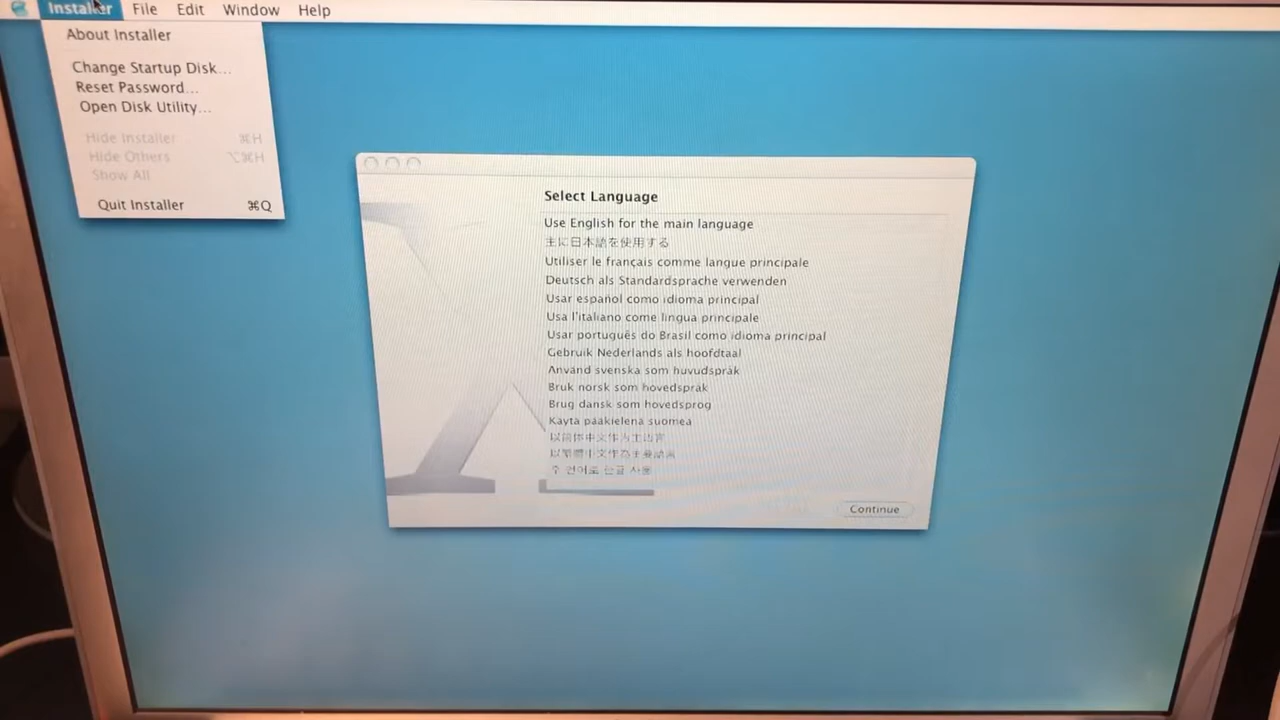 Installer File Edit Window Help
About Installer
Change Startup Disk...
Reset Password...
Open Disk Utility...
Hide Installer ⌘H
Hide Others ⌥⌘H
Show All
Quit Installer ⌘Q
Select Language
Use English for the main language
主に日本語を使用する
Utiliser le français comme langue principale
Deutsch als Standardsprache verwenden
Usar español como idioma principal
Usa l'italiano come lingua principale
Usar português do Brasil como idioma principal
Gebruik Nederlands als hoofdtaal
Använd svenska som huvudspråk
Bruk norsk som hovedspråk
Brug dansk som hovedsprog
Käytä pääkielenä suomea
以简体中文作为主语言
以繁體中文作為主要語言
주 언어로 한글 사용
Continue